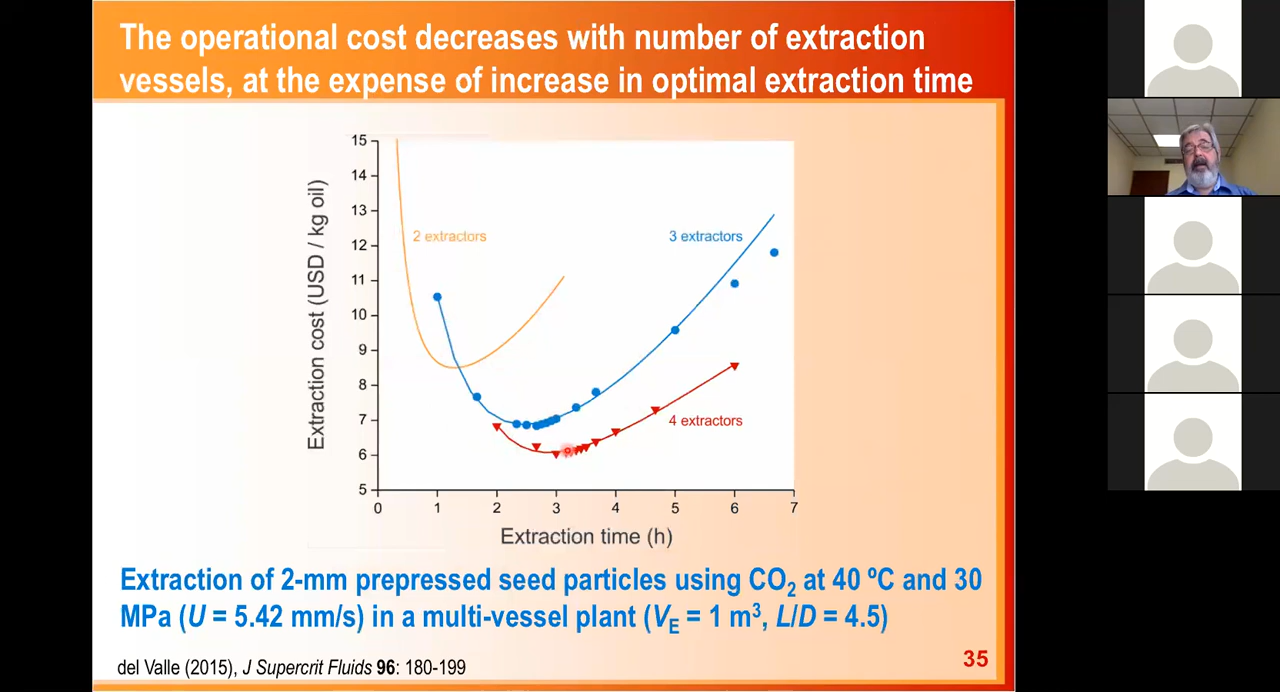 The operational cost decreases with number of extraction
vessels, at the expense of increase in optimal extraction time
15
14
13
12
11
10
9
8
7
6
5
Extraction cost (USD / kg oil)
2 extractors
3 extractors
4 extractors
0 1 2 3 4 5 6 7
Extraction time (h)
Extraction of 2-mm prepressed seed particles using CO₂ at 40 ºC and 30
MPa (U = 5.42 mm/s) in a multi-vessel plant (V_E = 1 m³, L/D = 4.5)
del Valle (2015), J Supercrit Fluids 96: 180-199
35